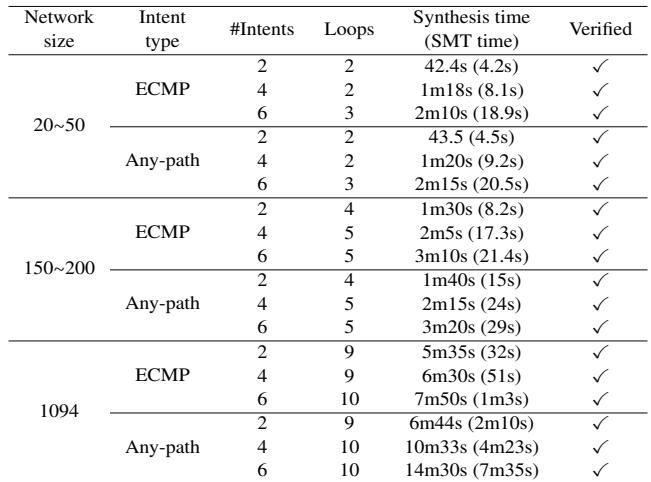 Network size Intent type #Intents Loops Synthesis time (SMT time) Verified
20~50 ECMP 2 2 42.4s (4.2s) ✓
4 2 1m18s (8.1s) ✓
6 3 2m10s (18.9s) ✓
Any-path 2 2 43.5 (4.5s) ✓
4 2 1m20s (9.2s) ✓
6 3 2m15s (20.5s) ✓
150~200 ECMP 2 4 1m30s (8.2s) ✓
4 5 2m5s (17.3s) ✓
6 5 3m10s (21.4s) ✓
Any-path 2 4 1m40s (15s) ✓
4 5 2m15s (24s) ✓
6 5 3m20s (29s) ✓
1094 ECMP 2 9 5m35s (32s) ✓
4 9 6m30s (51s) ✓
6 10 7m50s (1m3s) ✓
Any-path 2 9 6m44s (2m10s) ✓
4 10 10m33s (4m23s) ✓
6 10 14m30s (7m35s) ✓